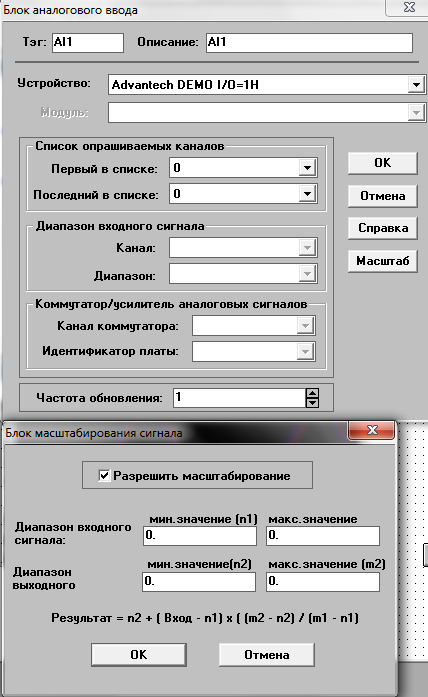 Блок аналогового ввода
Тэг: AI1 Описание: AI1
Устройство: Advantech DEMO I/O=1H
Модуль:
Список опрашиваемых каналов
Первый в списке: 0
Последний в списке: 0
OK
Отмена
Справка
Масштаб
Диапазон входного сигнала
Канал:
Диапазон:
Коммутатор/усилитель аналоговых сигналов
Канал коммутатора:
Идентификатор платы:
Частота обновления: 1
Блок масштабирования сигнала
Разрешить масштабирование
мин.значение (n1) макс.значение
Диапазон входного
сигнала: 0. 0.
мин.значение(n2) макс.значение (m2)
Диапазон
выходного 0. 0.
Результат = n2 + ( Вход - n1) x ( (m2 - n2) / (m1 - n1)
OK Отмена